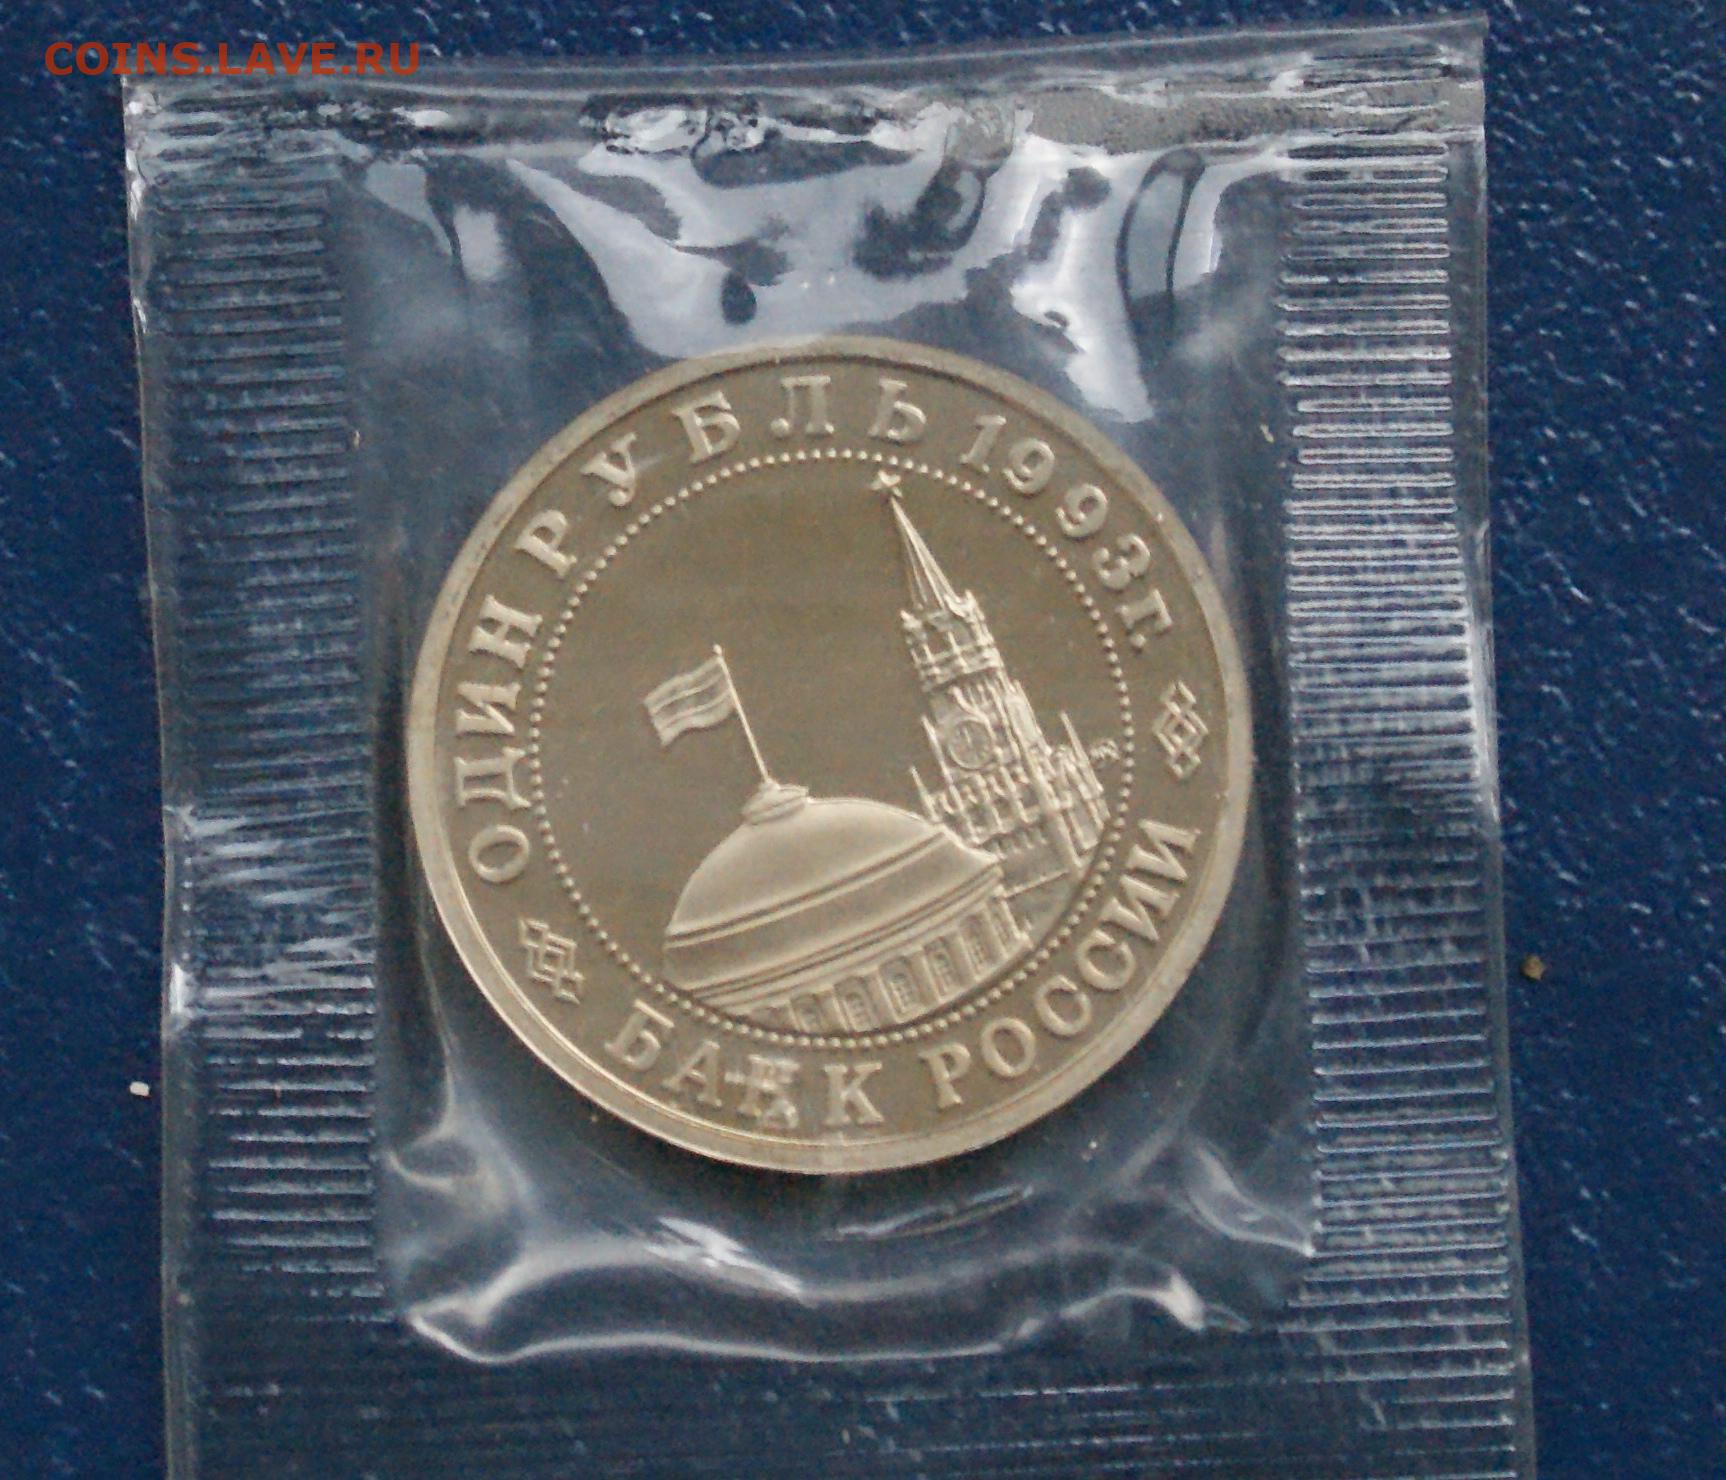 COINS.LAVE.RU
ОДИН РУБЛЬ 1993г.
БАНК РОССИИ